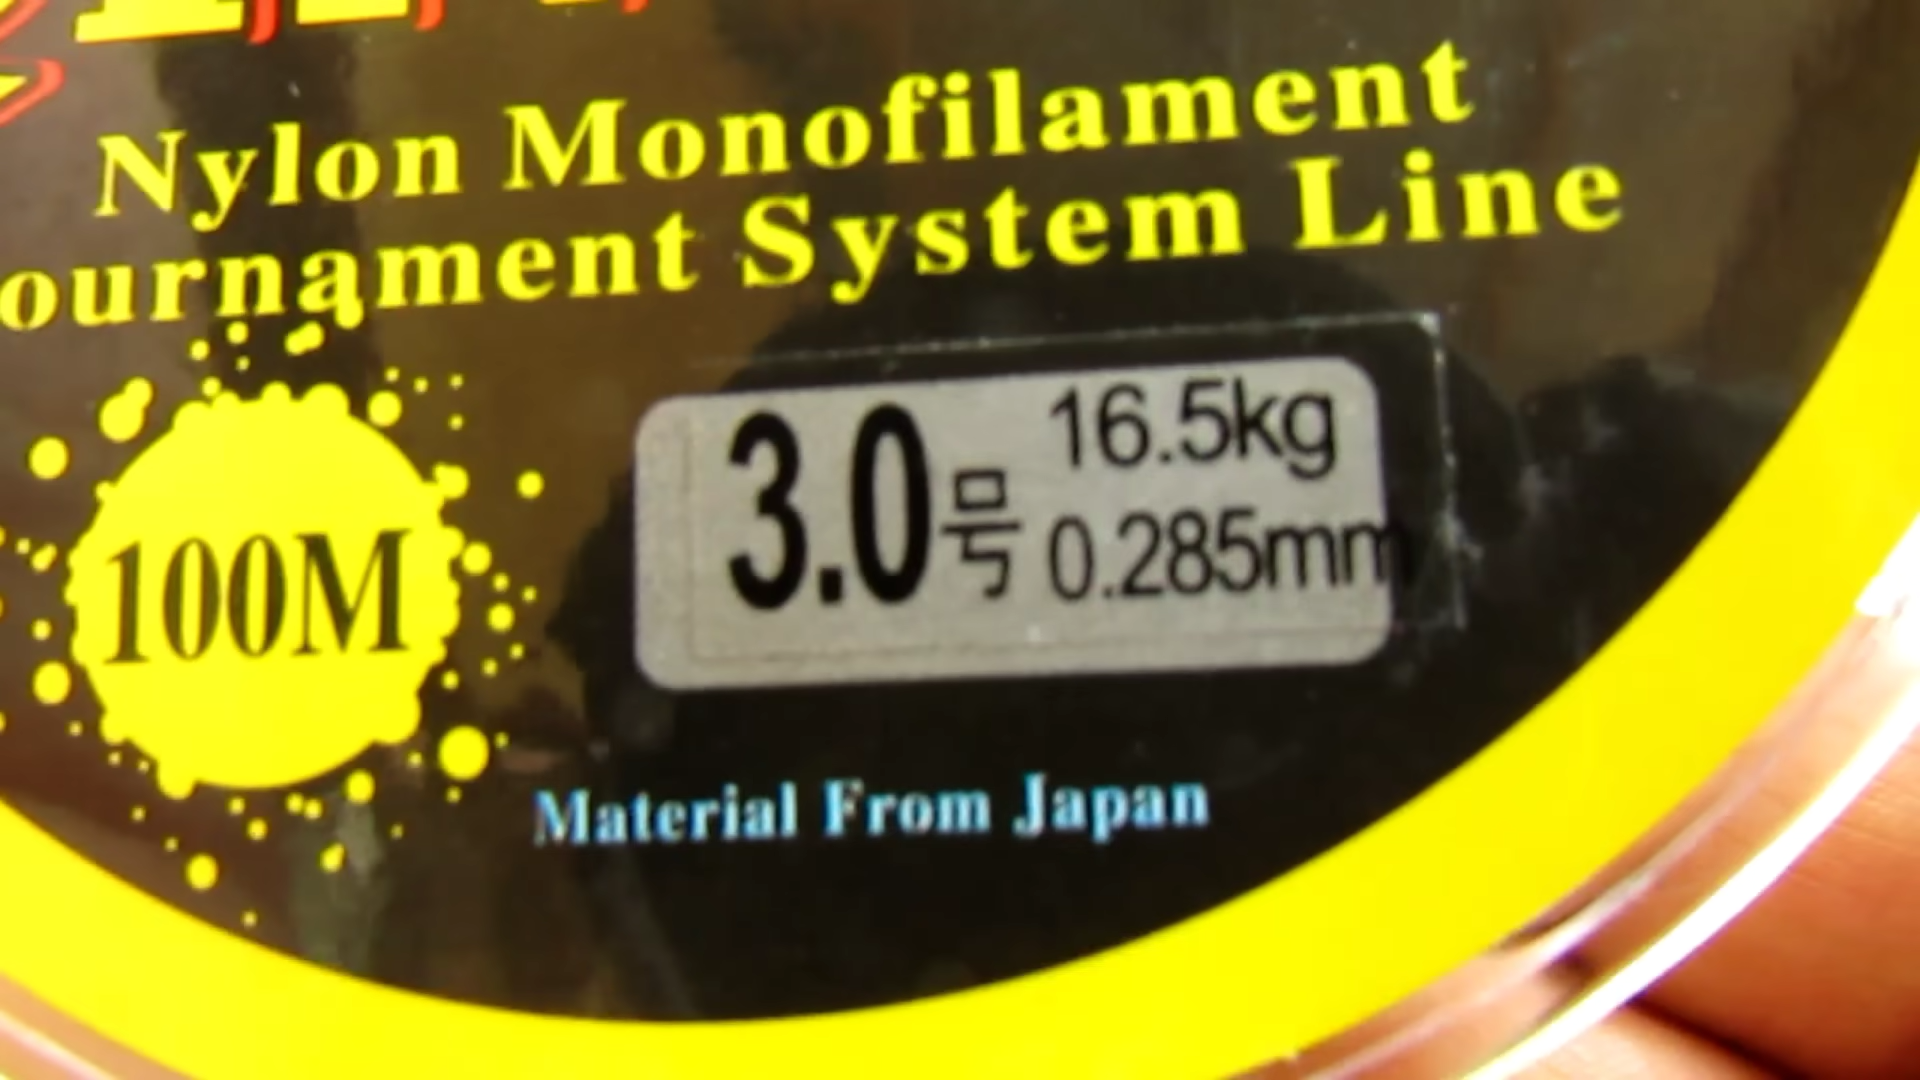 Nylon Monofilament
ournament System Line
100M
3.0号
16.5kg
0.285mm
Material From Japan